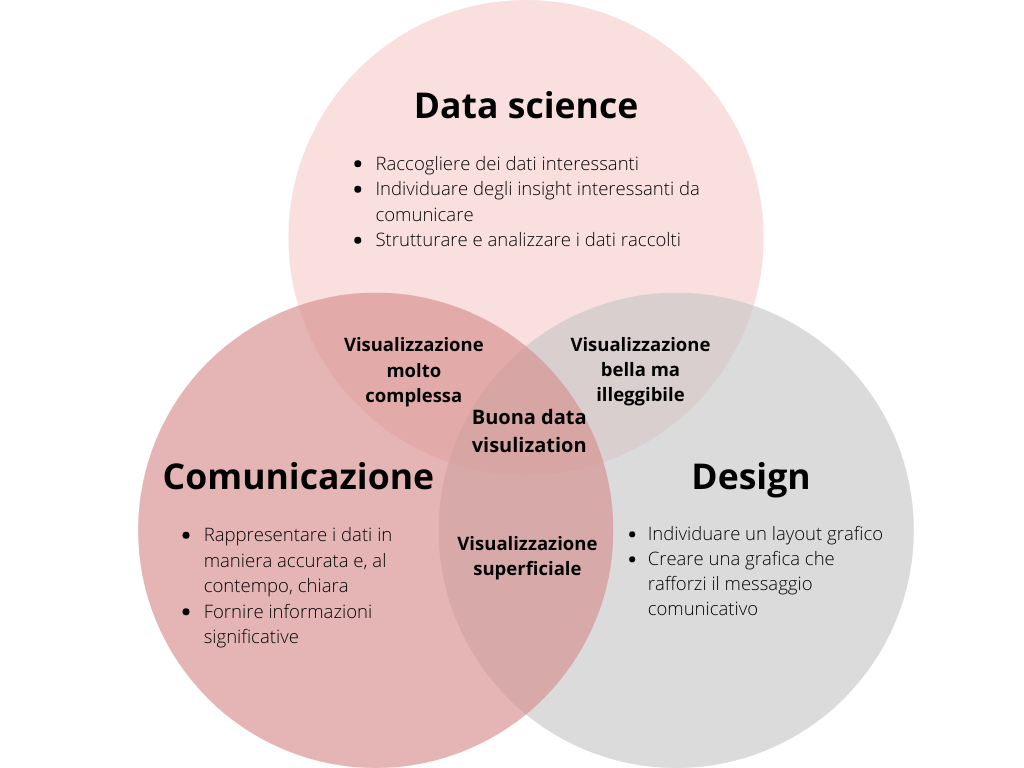 Data science
• Raccogliere dei dati interessanti
• Individuare degli insight interessanti da
comunicare
• Strutturare e analizzare i dati raccolti
Visualizzazione
molto
complessa
Visualizzazione
bella ma
illeggibile
Buona data
visulization
Comunicazione
• Rappresentare i dati in
maniera accurata e, al
contempo, chiara
• Fornire informazioni
significative
Visualizzazione
superficiale
Design
• Individuare un layout grafico
• Creare una grafica che
rafforzi il messaggio
comunicativo